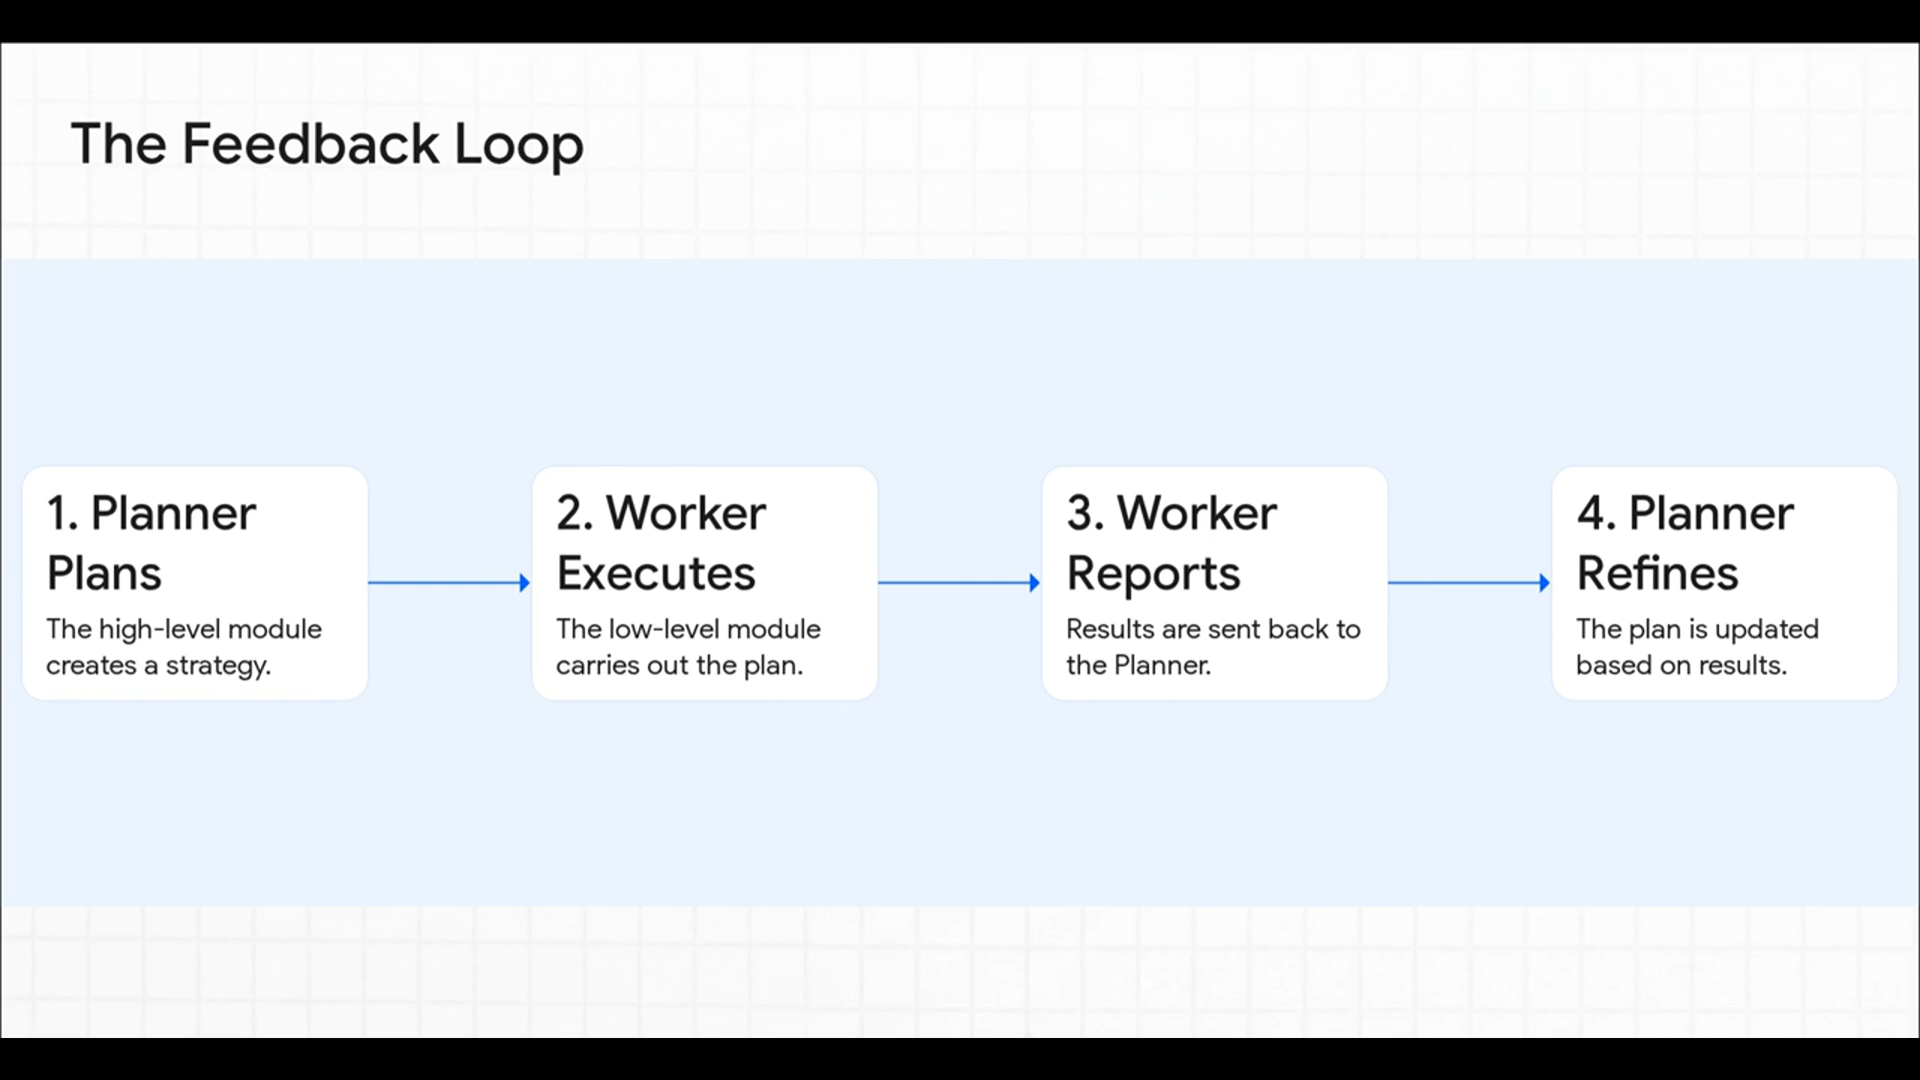 The Feedback Loop
1. Planner
Plans
The high-level module
creates a strategy.
2. Worker
Executes
The low-level module
carries out the plan.
3. Worker
Reports
Results are sent back to
the Planner.
4. Planner
Refines
The plan is updated
based on results.